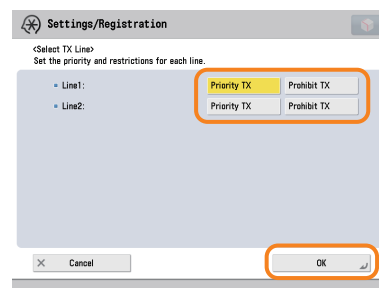 Settings/Registration
<Select TX Line>
Set the priority and restrictions for each line.
Line1: Priority TX Prohibit TX
Line2: Priority TX Prohibit TX
Cancel OK